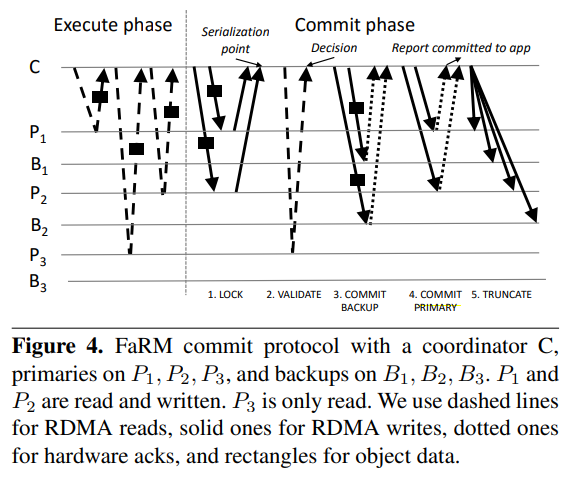 Execute phase
Commit phase
Serialization
point
Decision
Report committed to app
C
P1
B1
P2
B2
P3
B3
1. LOCK
2. VALIDATE
3. COMMIT
BACKUP
4. COMMIT
PRIMARY
5. TRUNCATE
Figure 4. FaRM commit protocol with a coordinator C,
primaries on P1, P2, P3, and backups on B1, B2, B3. P1 and
P2 are read and written. P3 is only read. We use dashed lines
for RDMA reads, solid ones for RDMA writes, dotted ones
for hardware acks, and rectangles for object data.